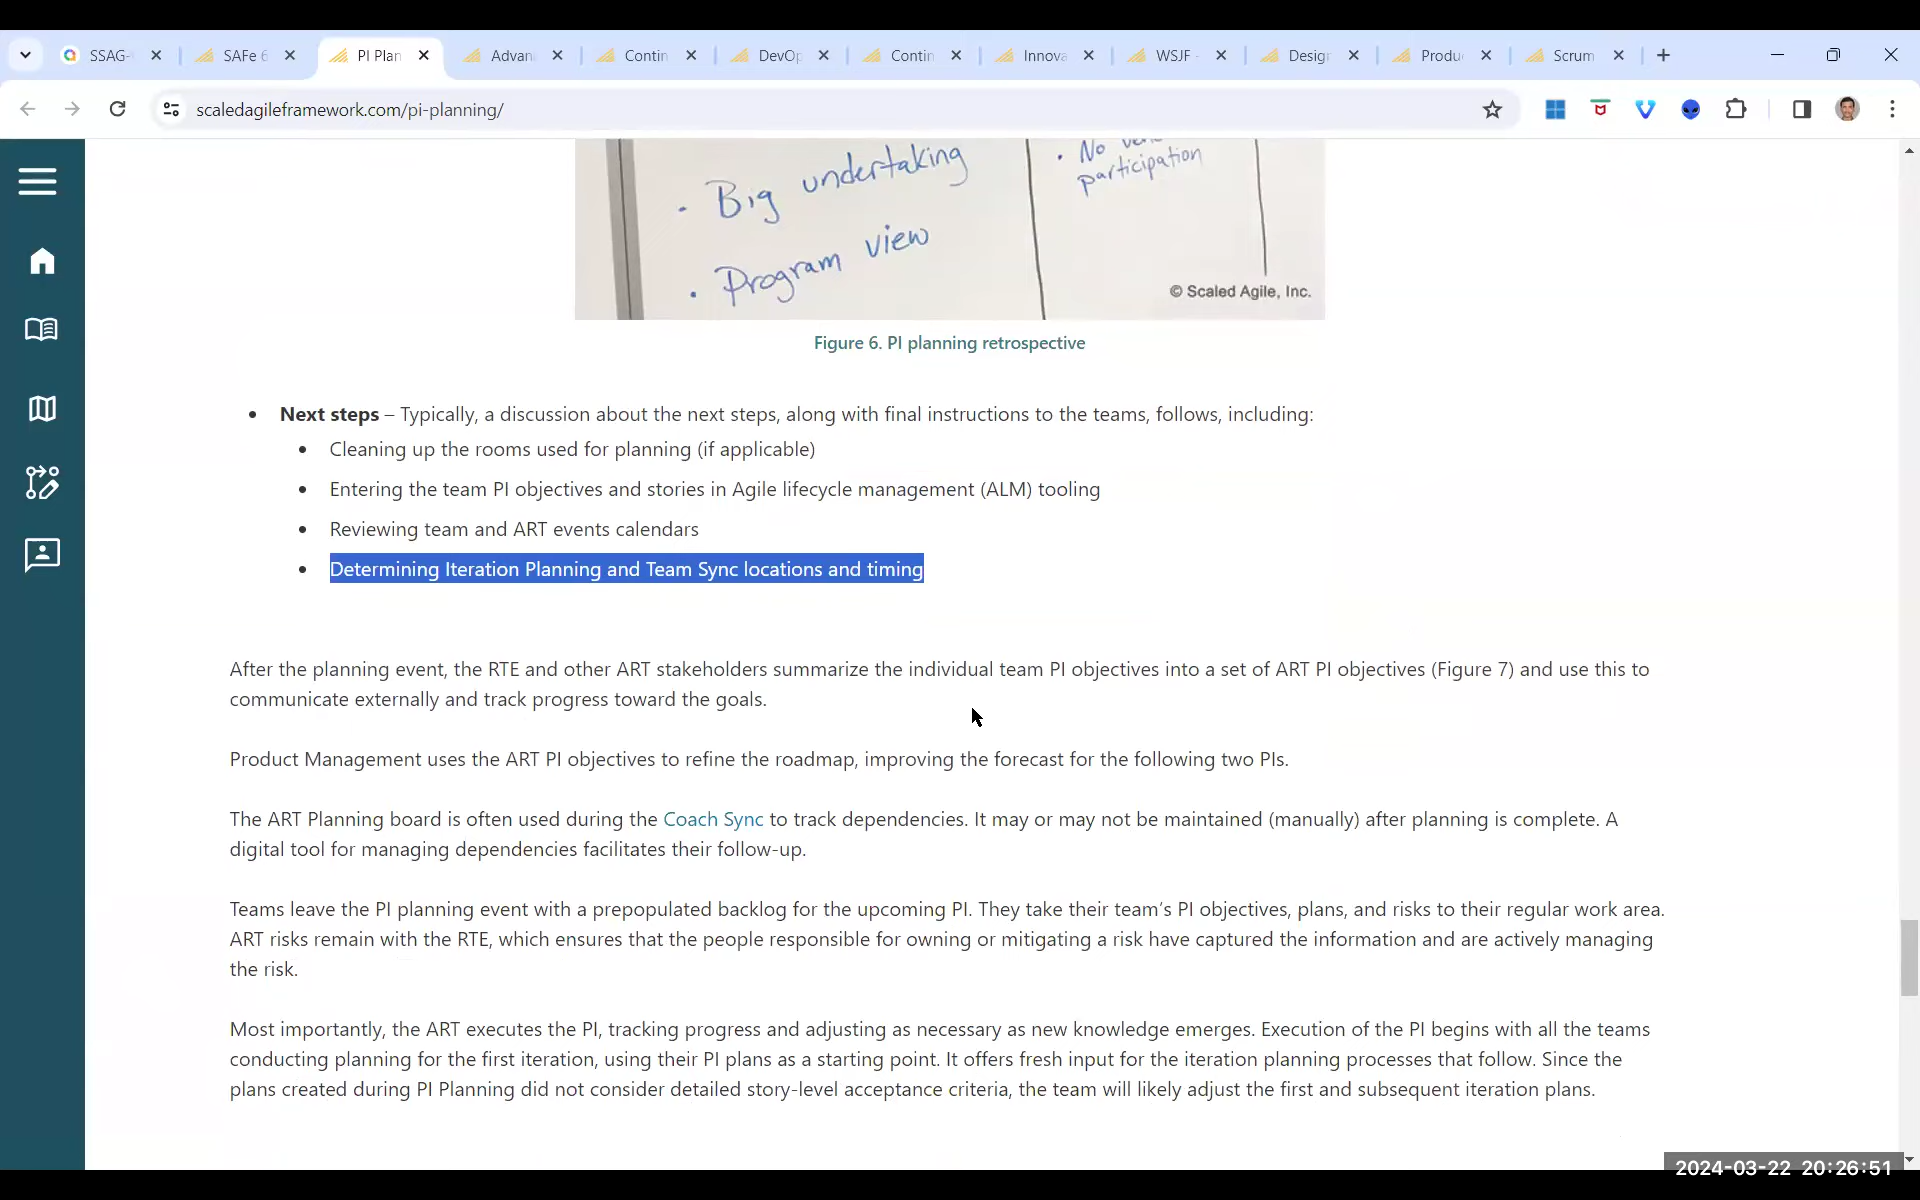 SSAG-
SAFe 6
PI Plan
Advan
Contin
DevOp
Contin
Innova
WSJF -
Design
Produc
Scrum
scaledagileframework.com/pi-planning/
• Big undertaking
• Program view
• No
participation
© Scaled Agile, Inc.
Figure 6. PI planning retrospective
• Next steps – Typically, a discussion about the next steps, along with final instructions to the teams, follows, including:
• Cleaning up the rooms used for planning (if applicable)
• Entering the team PI objectives and stories in Agile lifecycle management (ALM) tooling
• Reviewing team and ART events calendars
• Determining Iteration Planning and Team Sync locations and timing
After the planning event, the RTE and other ART stakeholders summarize the individual team PI objectives into a set of ART PI objectives (Figure 7) and use this to
communicate externally and track progress toward the goals.
Product Management uses the ART PI objectives to refine the roadmap, improving the forecast for the following two PIs.
The ART Planning board is often used during the Coach Sync to track dependencies. It may or may not be maintained (manually) after planning is complete. A
digital tool for managing dependencies facilitates their follow-up.
Teams leave the PI planning event with a prepopulated backlog for the upcoming PI. They take their team’s PI objectives, plans, and risks to their regular work area.
ART risks remain with the RTE, which ensures that the people responsible for owning or mitigating a risk have captured the information and are actively managing
the risk.
Most importantly, the ART executes the PI, tracking progress and adjusting as necessary as new knowledge emerges. Execution of the PI begins with all the teams
conducting planning for the first iteration, using their PI plans as a starting point. It offers fresh input for the iteration planning processes that follow. Since the
plans created during PI Planning did not consider detailed story-level acceptance criteria, the team will likely adjust the first and subsequent iteration plans.
2024-03-22 20:26:51